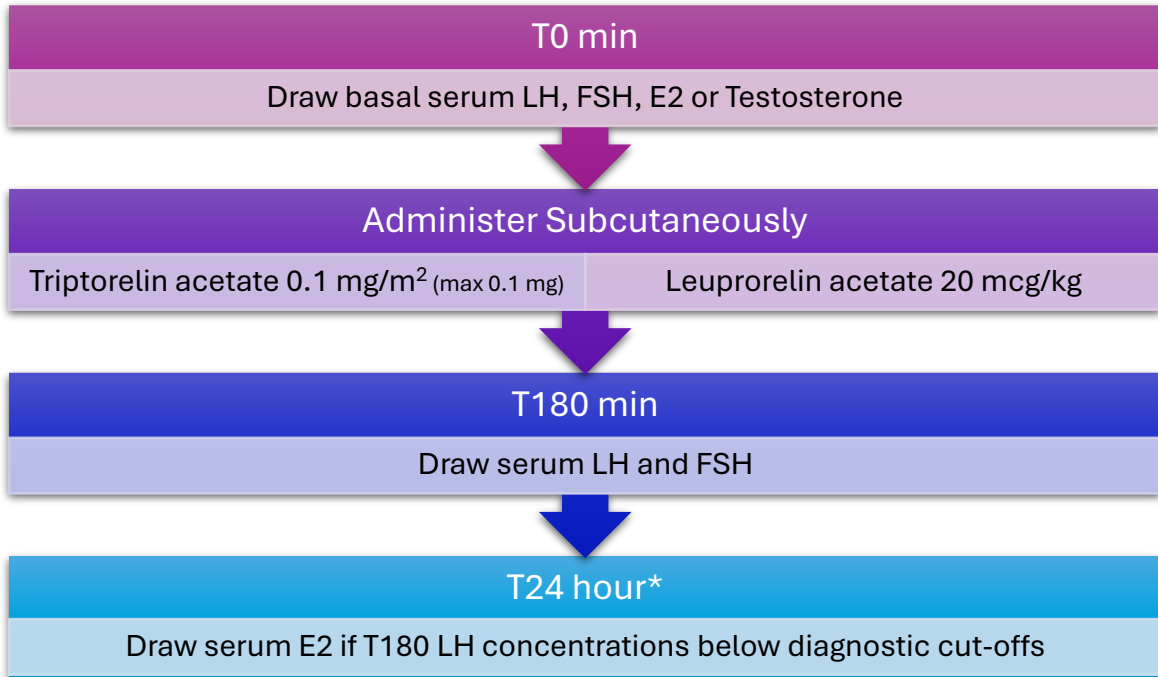 T0 min
Draw basal serum LH, FSH, E2 or Testosterone
Administer Subcutaneously
Triptorelin acetate 0.1 mg/m² (max 0.1 mg)
Leuprorelin acetate 20 mcg/kg
T180 min
Draw serum LH and FSH
T24 hour*
Draw serum E2 if T180 LH concentrations below diagnostic cut-offs